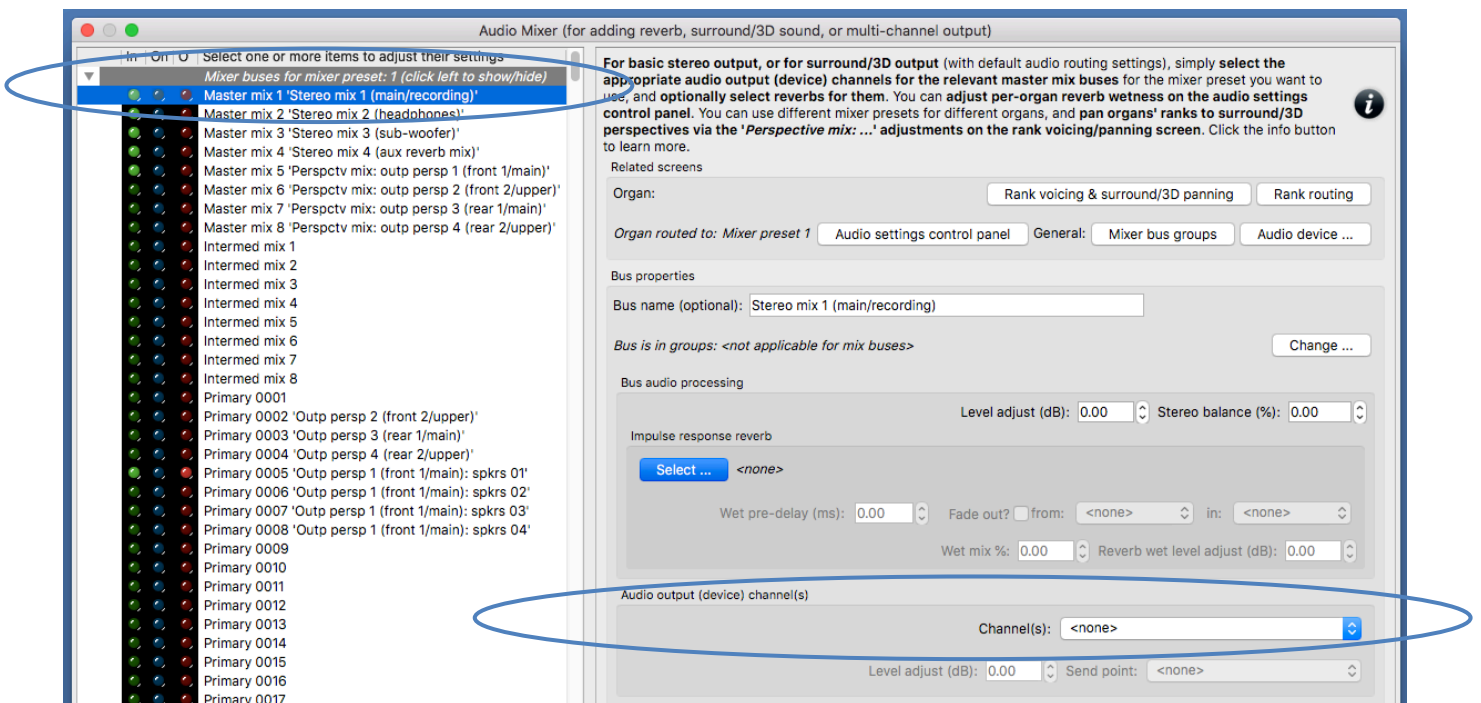 Audio Mixer (for adding reverb, surround/3D sound, or multi-channel output)
In On O Select one or more items to adjust their settings
Mixer buses for mixer preset: 1 (click left to show/hide)
Master mix 1 'Stereo mix 1 (main/recording)'
Master mix 2 'Stereo mix 2 (headphones)'
Master mix 3 'Stereo mix 3 (sub-woofer)'
Master mix 4 'Stereo mix 4 (aux reverb mix)'
Master mix 5 'Perspctv mix: outp persp 1 (front 1/main)'
Master mix 6 'Perspctv mix: outp persp 2 (front 2/upper)'
Master mix 7 'Perspctv mix: outp persp 3 (rear 1/main)'
Master mix 8 'Perspctv mix: outp persp 4 (rear 2/upper)'
Intermed mix 1
Intermed mix 2
Intermed mix 3
Intermed mix 4
Intermed mix 5
Intermed mix 6
Intermed mix 7
Intermed mix 8
Primary 0001
Primary 0002 'Outp persp 2 (front 2/upper)'
Primary 0003 'Outp persp 3 (rear 1/main)'
Primary 0004 'Outp persp 4 (rear 2/upper)'
Primary 0005 'Outp persp 1 (front 1/main): spkrs 01'
Primary 0006 'Outp persp 1 (front 1/main): spkrs 02'
Primary 0007 'Outp persp 1 (front 1/main): spkrs 03'
Primary 0008 'Outp persp 1 (front 1/main): spkrs 04'
Primary 0009
Primary 0010
Primary 0011
Primary 0012
Primary 0013
Primary 0014
Primary 0015
Primary 0016
Primary 0017
For basic stereo output, or for surround/3D output (with default audio routing settings), simply select the
appropriate audio output (device) channels for the relevant master mix buses for the mixer preset you want to
use, and optionally select reverbs for them. You can adjust per-organ reverb wetness on the audio settings
control panel. You can use different mixer presets for different organs, and pan organs' ranks to surround/3D
perspectives via the 'Perspective mix: ...' adjustments on the rank voicing/panning screen. Click the info button
to learn more.
i
Related screens
Organ: Rank voicing & surround/3D panning Rank routing
Organ routed to: Mixer preset 1 Audio settings control panel General: Mixer bus groups Audio device ...
Bus properties
Bus name (optional): Stereo mix 1 (main/recording)
Bus is in groups: <not applicable for mix buses> Change ...
Bus audio processing
Level adjust (dB): 0.00 Stereo balance (%): 0.00
Impulse response reverb
Select ... <none>
Wet pre-delay (ms): 0.00 Fade out? from: <none> in: <none>
Wet mix %: 0.00 Reverb wet level adjust (dB): 0.00
Audio output (device) channel(s)
Channel(s): <none>
Level adjust (dB): 0.00 Send point: <none>